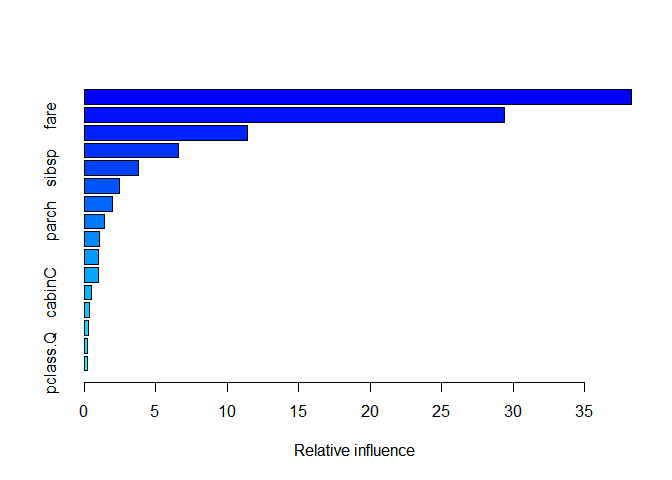 fare
sibsp
parch
cabinC
pclass.Q
0 5 10 15 20 25 30 35
Relative influence